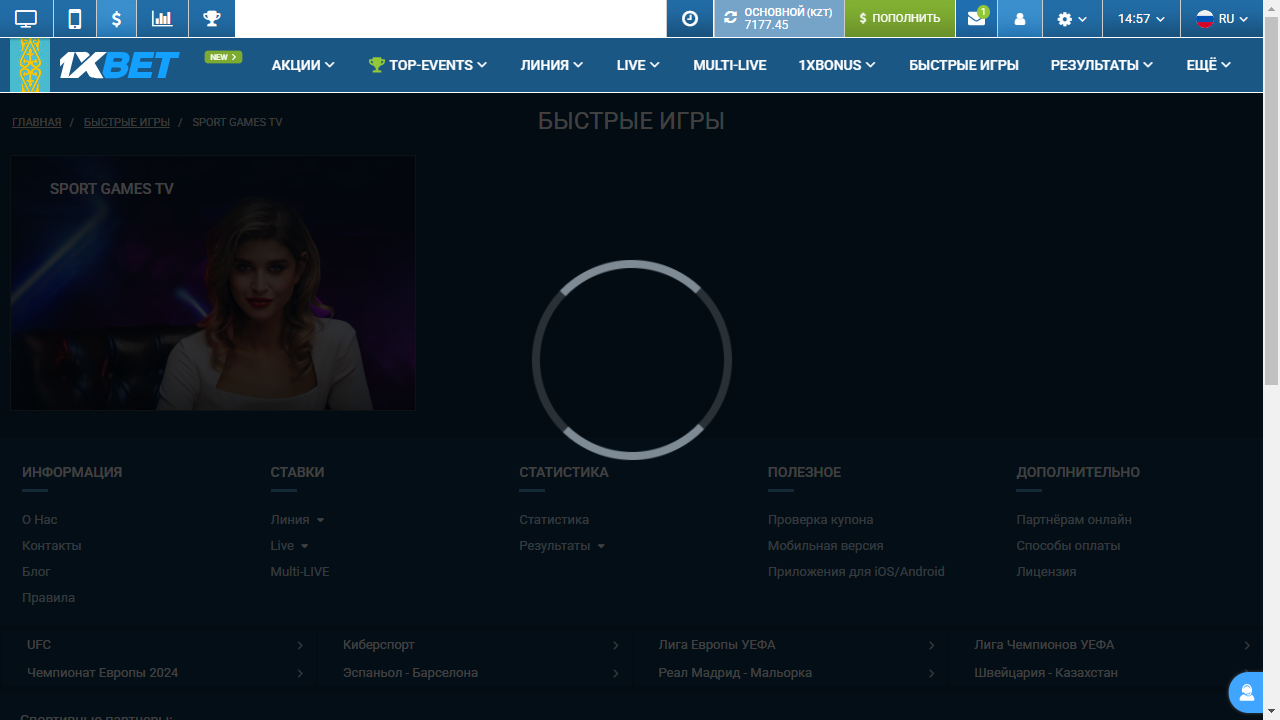 ОСНОВНОЙ (KZT)
7177.45
$ ПОПОЛНИТЬ
1
14:57
RU
1XBET
NEW
АКЦИИ
TOP-EVENTS
ЛИНИЯ
LIVE
MULTI-LIVE
1XBONUS
БЫСТРЫЕ ИГРЫ
РЕЗУЛЬТАТЫ
ЕЩЁ
ГЛАВНАЯ / БЫСТРЫЕ ИГРЫ / SPORT GAMES TV
БЫСТРЫЕ ИГРЫ
SPORT GAMES TV
ИНФОРМАЦИЯ
О Нас
Контакты
Блог
Правила
СТАВКИ
Линия
Live
Multi-LIVE
СТАТИСТИКА
Статистика
Результаты
ПОЛЕЗНОЕ
Проверка купона
Мобильная версия
Приложения для iOS/Android
ДОПОЛНИТЕЛЬНО
Партнёрам онлайн
Способы оплаты
Лицензия
UFC
Киберспорт
Лига Европы УЕФА
Лига Чемпионов УЕФА
Чемпионат Европы 2024
Эспаньол - Барселона
Реал Мадрид - Мальорка
Швейцария - Казахстан
Спортивные партнеры: